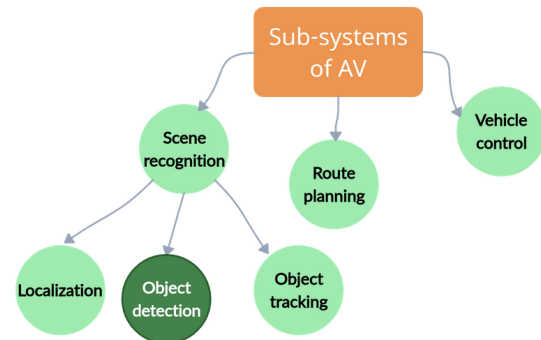 Sub-systems
of AV
Scene
recognition
Route
planning
Vehicle
control
Localization
Object
detection
Object
tracking